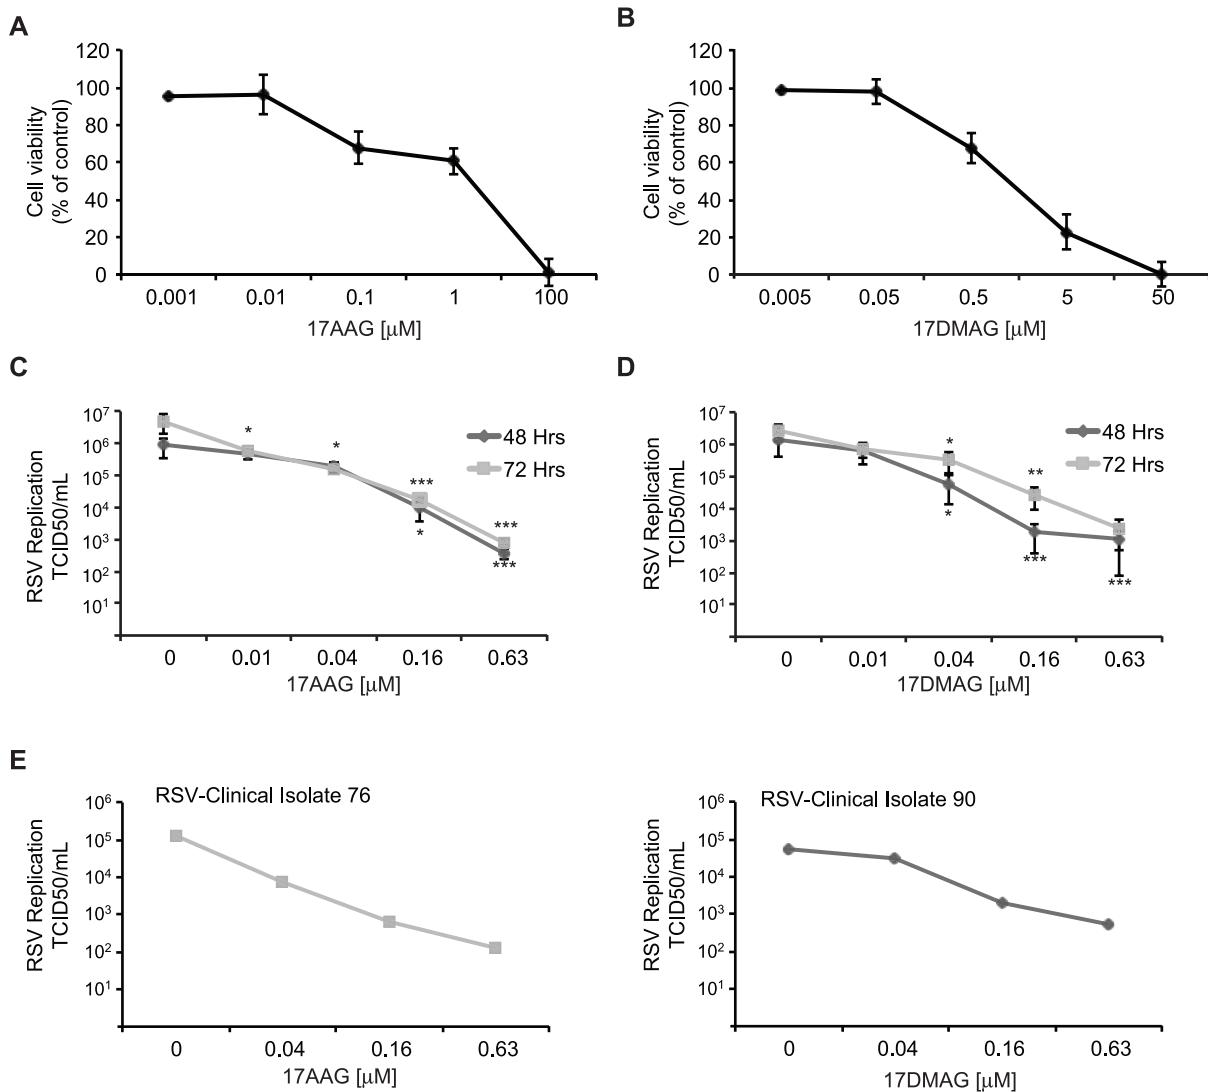 A
Cell viability
(% of control)
120
100
80
60
40
20
0
0.001 0.01 0.1 1 100
17AAG [μM]
B
Cell viability
(% of control)
120
100
80
60
40
20
0
0.005 0.05 0.5 5 50
17DMAG [μM]
C
RSV Replication
TCID50/mL
10⁷
10⁶
10⁵
10⁴
10³
10²
10¹
* * *** * *** ***
48 Hrs
72 Hrs
0 0.01 0.04 0.16 0.63
17AAG [μM]
D
RSV Replication
TCID50/mL
10⁷
10⁶
10⁵
10⁴
10³
10²
10¹
* * ** *** ***
48 Hrs
72 Hrs
0 0.01 0.04 0.16 0.63
17DMAG [μM]
E
RSV-Clinical Isolate 76
RSV Replication
TCID50/mL
10⁶
10⁵
10⁴
10³
10²
10¹
0 0.04 0.16 0.63
17AAG [μM]
RSV-Clinical Isolate 90
RSV Replication
TCID50/mL
10⁶
10⁵
10⁴
10³
10²
10¹
0 0.04 0.16 0.63
17DMAG [μM]